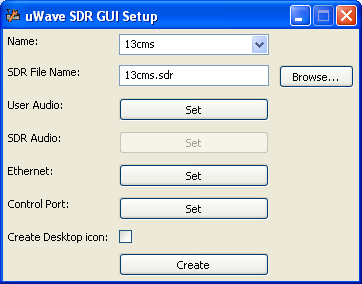 uWave SDR GUI Setup
Name: 13cms
SDR File Name: 13cms.sdr Browse...
User Audio: Set
SDR Audio: Set
Ethernet: Set
Control Port: Set
Create Desktop icon:
Create